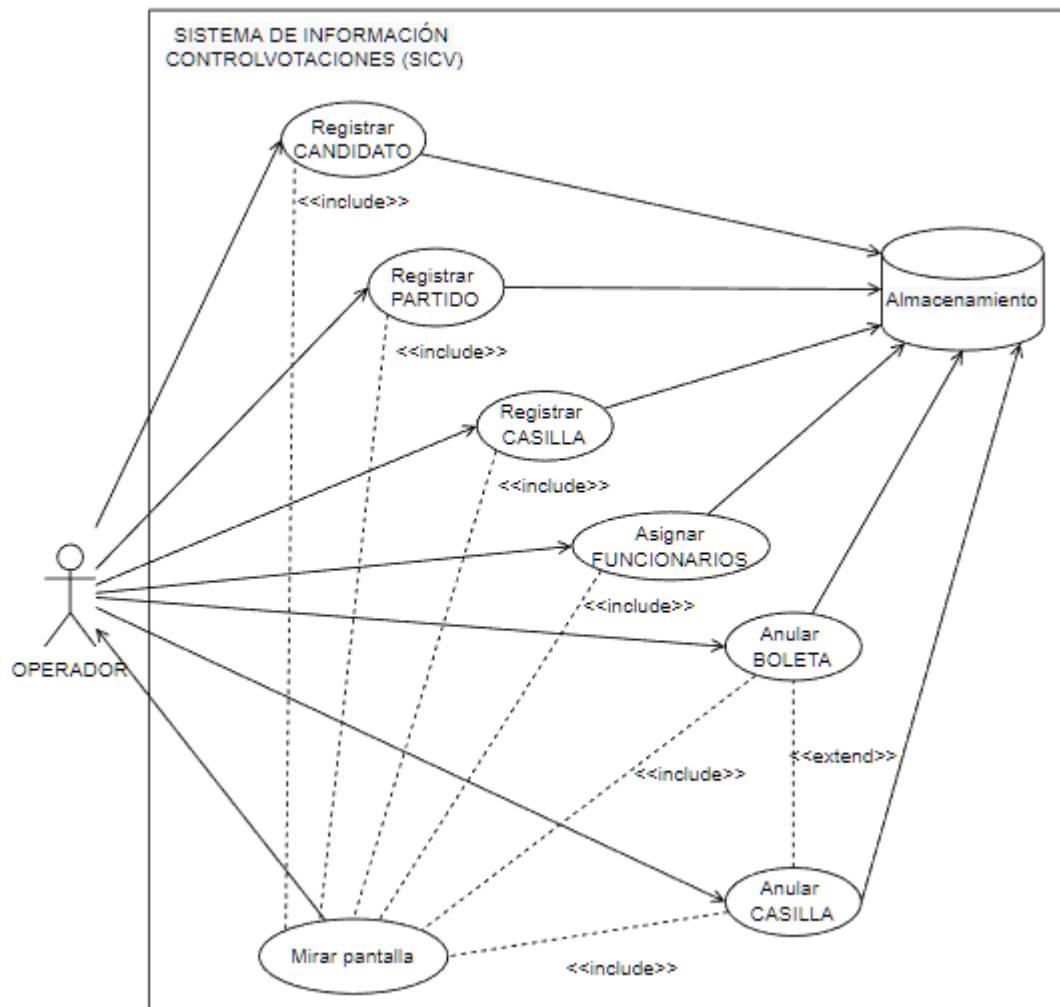 SISTEMA DE INFORMACIÓN
CONTROLVOTACIONES (SICV)
Registrar
CANDIDATO
<<include>>
Registrar
PARTIDO
<<include>>
Almacenamiento
Registrar
CASILLA
<<include>>
Asignar
FUNCIONARIOS
<<include>>
OPERADOR
Anular
BOLETA
<<include>>
<<extend>>
Anular
CASILLA
Mirar pantalla
<<include>>